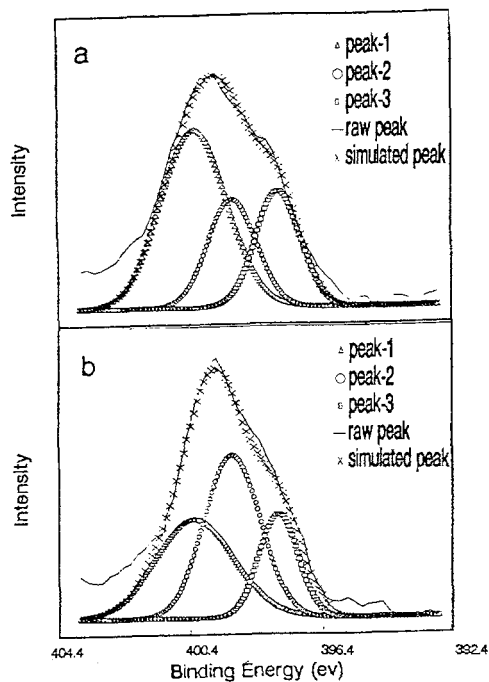 a
peak-1
peak-2
peak-3
raw peak
simulated peak
Intensity
b
peak-1
peak-2
peak-3
raw peak
simulated peak
Intensity
404.4 400.4 396.4 392.4
Binding Energy (ev)